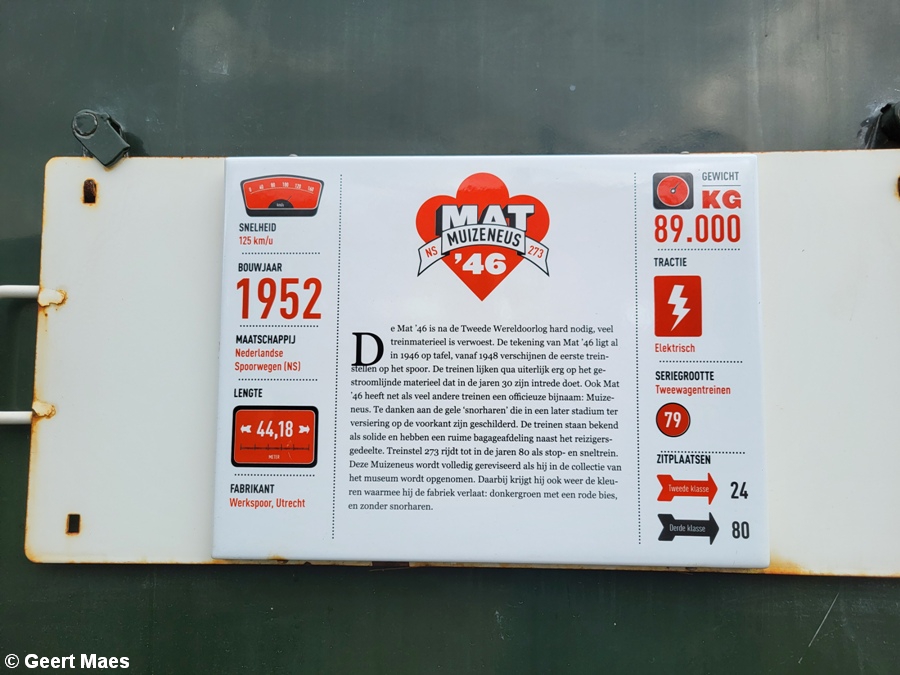 0 40 60 80 100 120 140
km/u
SNELHEID
125 km/u
BOUWJAAR
1952
MAATSCHAPPIJ
Nederlandse
Spoorwegen (NS)
LENGTE
44,18
METER
FABRIKANT
Werkspoor, Utrecht
MAT
MUIZENEUS
NS 273
'46
De Mat '46 is na de Tweede Wereldoorlog hard nodig, veel
treinmaterieel is verwoest. De tekening van Mat '46 ligt al
in 1946 op tafel, vanaf 1948 verschijnen de eerste trein-
stellen op het spoor. De treinen lijken qua uiterlijk erg op het ge-
stroomlijnde materieel dat in de jaren 30 zijn intrede doet. Ook Mat
'46 heeft net als veel andere treinen een officieuze bijnaam: Muize-
neus. Te danken aan de gele 'snorharen' die in een later stadium ter
versiering op de voorkant zijn geschilderd. De treinen staan bekend
als solide en hebben een ruime bagageafdeling naast het reizigers-
gedeelte. Treinstel 273 rijdt tot in de jaren 80 als stop- en sneltrein.
Deze Muizeneus wordt volledig gereviseerd als hij in de collectie van
het museum wordt opgenomen. Daarbij krijgt hij ook weer de kleu-
ren waarmee hij de fabriek verlaat: donkergroen met een rode bies,
en zonder snorharen.
GEWICHT
KG
89.000
TRACTIE
Elektrisch
SERIEGROOTTE
Tweewagentreinen
79
ZITPLAATSEN
Tweede klasse 24
Derde klasse 80
© Geert Maes